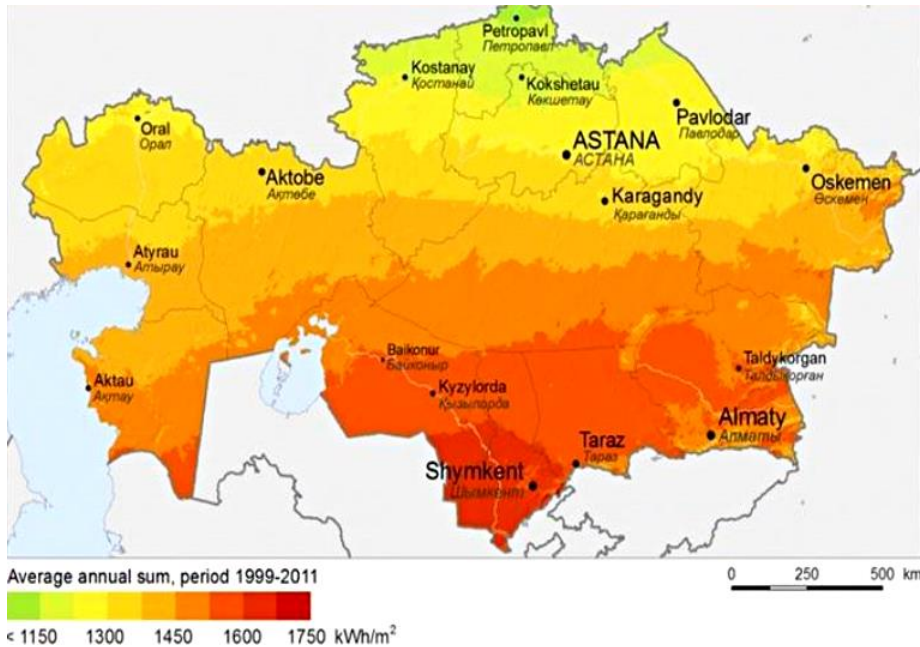 Petropavl
Петропавл
Kostanay
Қостанай
Kokshetau
Көкшетау
Pavlodar
Павлодар
Oral
Орал
ASTANA
АСТАНА
Aktobe
Ақтөбе
Oskemen
Өскемен
Karagandy
Қарағанды
Atyrau
Атырау
Baikonur
Байқоныр
Taldykorgan
Талдықорған
Aktau
Ақтау
Kyzylorda
Қызылорда
Almaty
Алматы
Taraz
Тараз
Shymkent
Шымкент
Average annual sum, period 1999-2011
< 1150 1300 1450 1600 1750 kWh/m²
0 250 500 km